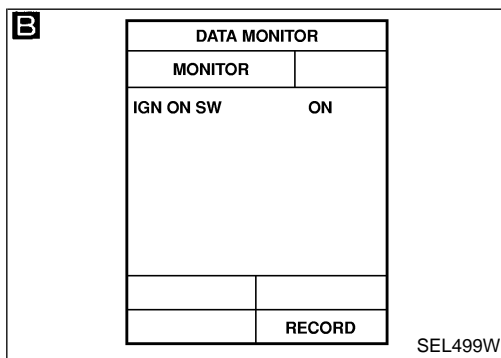 B
DATA MONITOR
MONITOR
IGN ON SW ON
RECORD
SEL499W